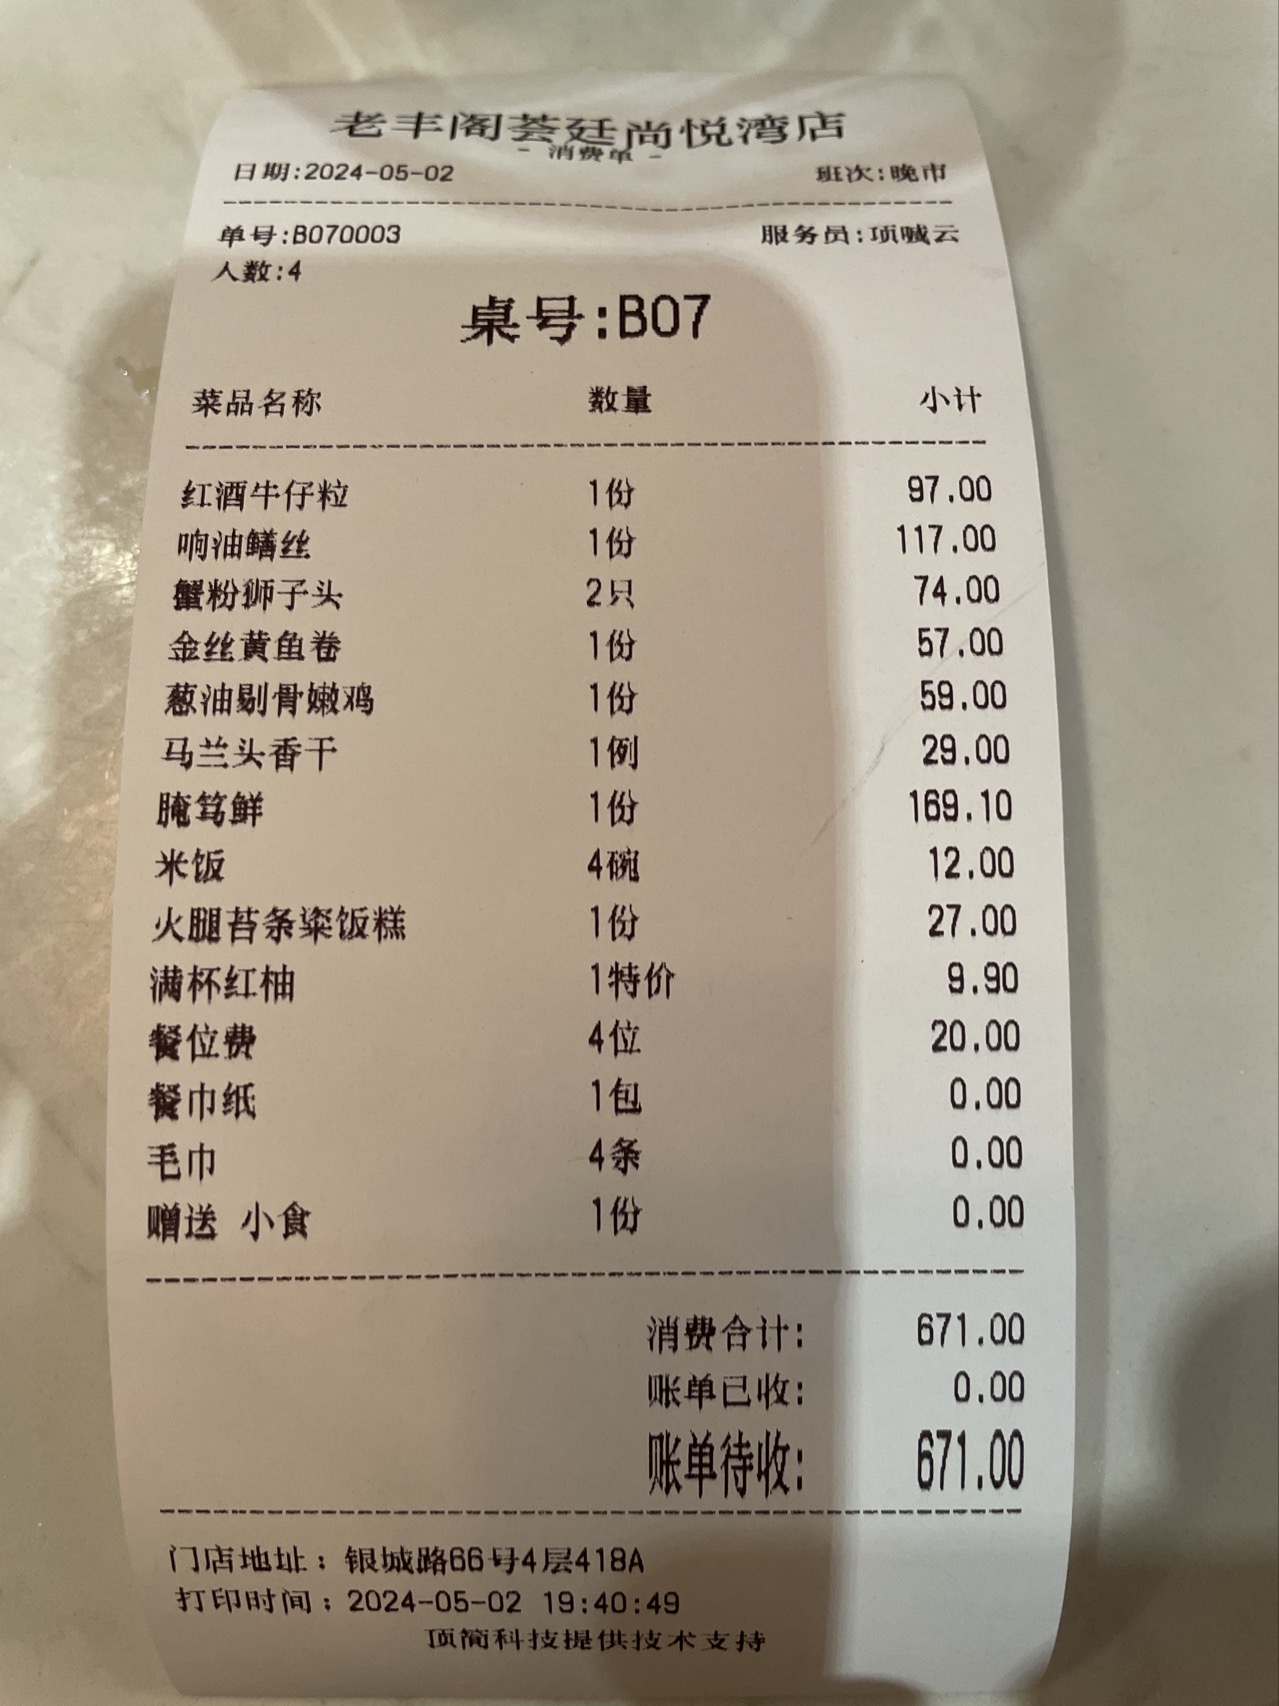 老丰阁荟廷尚悦湾店
- 消费单 -
日期:2024-05-02 班次:晚市
单号:B070003 服务员:项喊云
人数:4
桌号:B07
菜品名称 数量 小计
红酒牛仔粒 1份 97.00
响油鳝丝 1份 117.00
蟹粉狮子头 2只 74.00
金丝黄鱼卷 1份 57.00
葱油剔骨嫩鸡 1份 59.00
马兰头香干 1例 29.00
腌笃鲜 1份 169.10
米饭 4碗 12.00
火腿苔条粢饭糕 1份 27.00
满杯红柚 1特价 9.90
餐位费 4位 20.00
餐巾纸 1包 0.00
毛巾 4条 0.00
赠送 小食 1份 0.00
消费合计: 671.00
账单已收: 0.00
账单待收: 671.00
门店地址：银城路66号4层418A
打印时间：2024-05-02 19:40:49
顶简科技提供技术支持